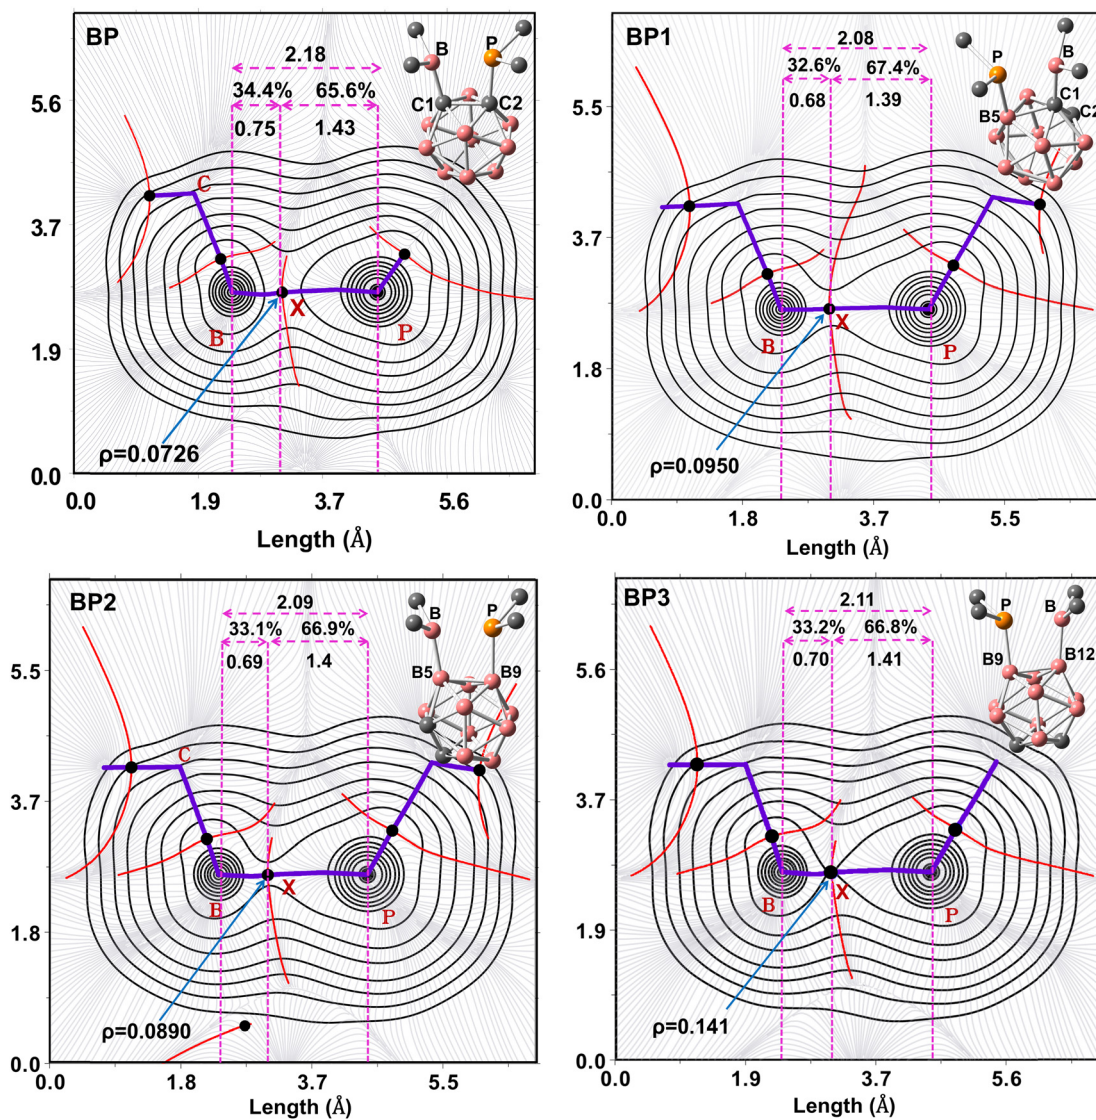 BP
2.18
34.4% 65.6%
0.75 1.43
B P
C1 C2
5.6
3.7
1.9
0.0
C
B X P
ρ=0.0726
0.0 1.9 3.7 5.6
Length (Å)
BP1
2.08
32.6% 67.4%
0.68 1.39
P B
B5 C1
C2
5.5
3.7
1.8
0.0
B X P
ρ=0.0950
0.0 1.8 3.7 5.5
Length (Å)
BP2
2.09
33.1% 66.9%
0.69 1.4
B P
B5 B9
5.5
3.7
1.8
0.0
C
B X P
ρ=0.0890
0.0 1.8 3.7 5.5
Length (Å)
BP3
2.11
33.2% 66.8%
0.70 1.41
P B
B9 B12
5.6
3.7
1.9
0.0
B X P
ρ=0.141
0.0 1.9 3.7 5.6
Length (Å)